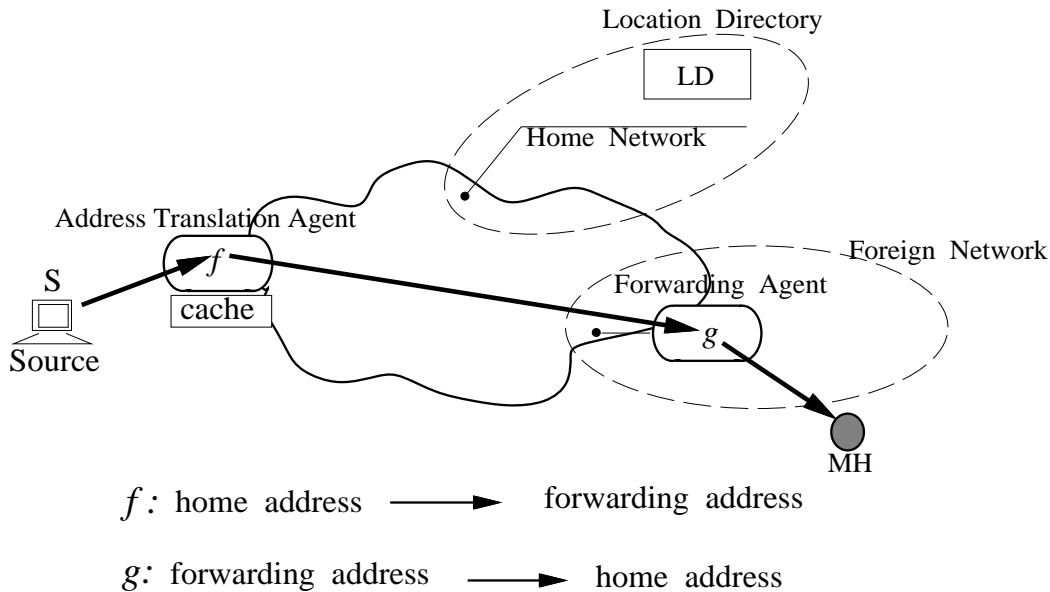 Location Directory
LD
Home Network
Address Translation Agent
f
Foreign Network
Forwarding Agent
S
cache
g
Source
MH
f: home address forwarding address
g: forwarding address home address